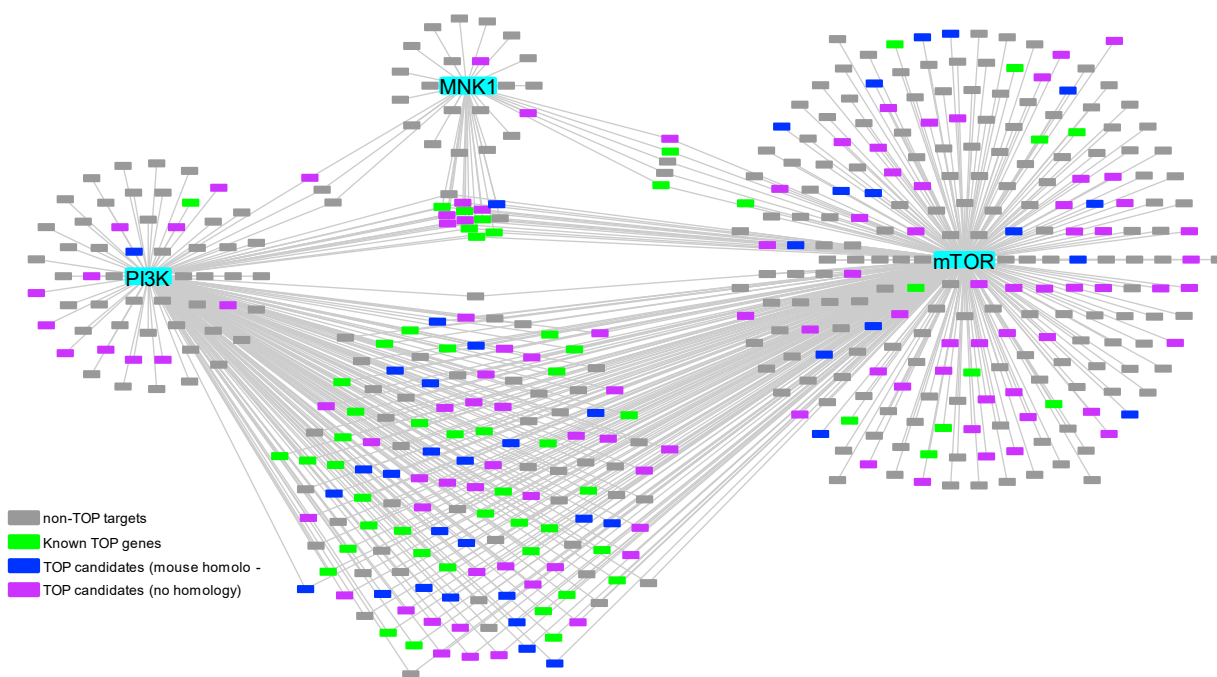 MNK1
mTOR
PI3K
non-TOP targets
Known TOP genes
TOP candidates (mouse homolo -
TOP candidates (no homology)